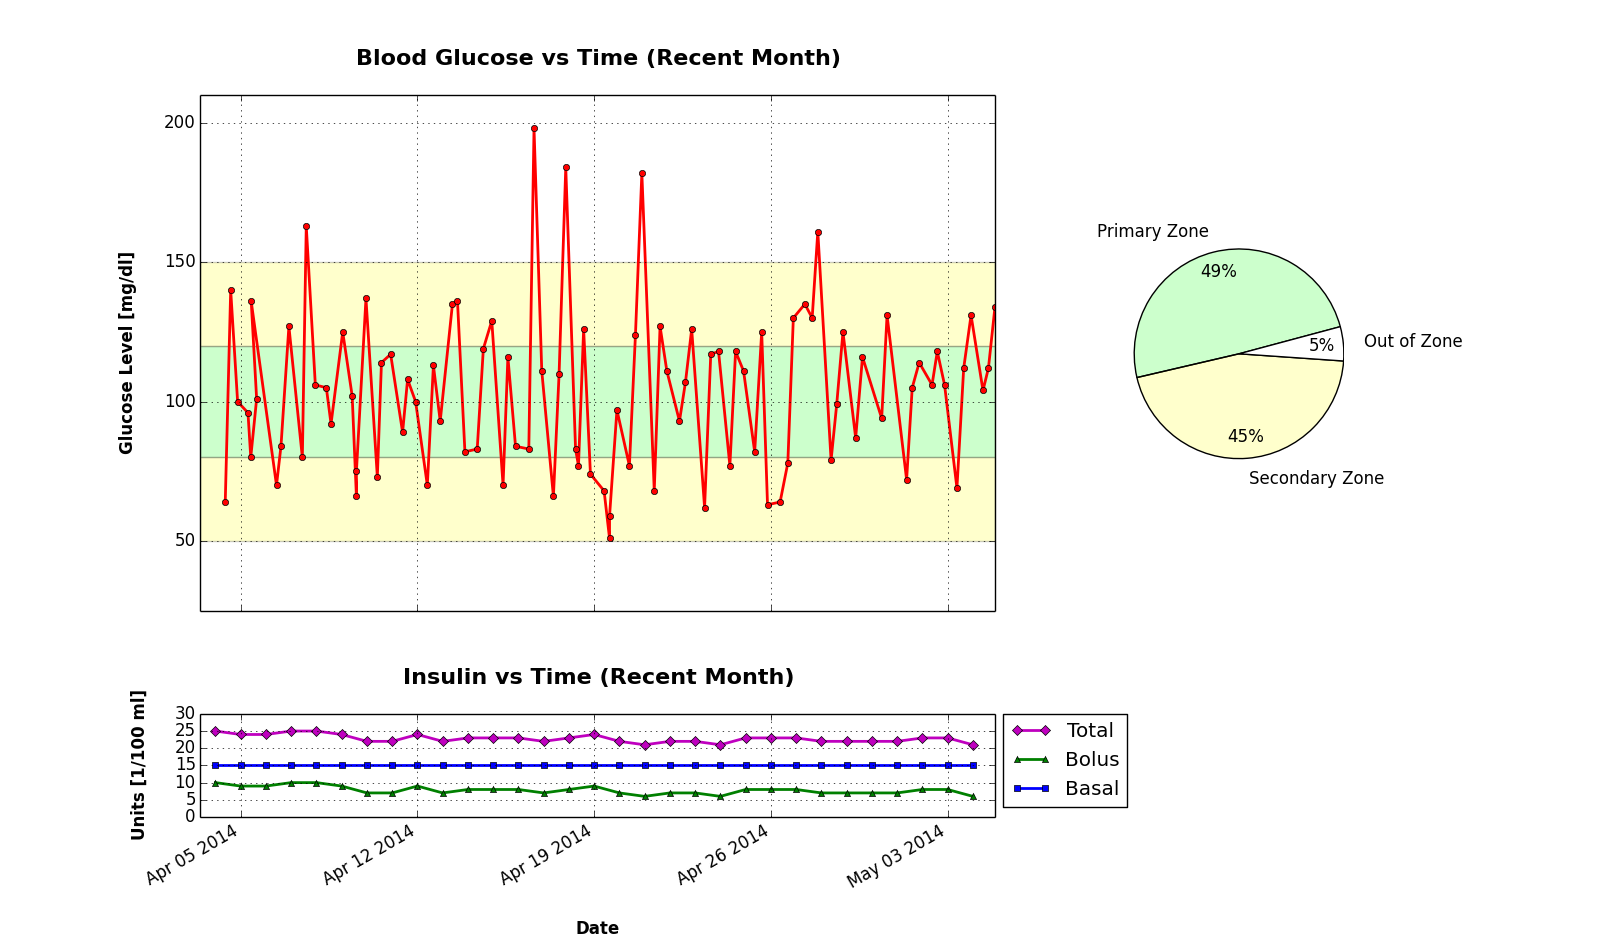 Blood Glucose vs Time (Recent Month)
Glucose Level [mg/dl]
200
150
100
50
Primary Zone
49%
5%
Out of Zone
45%
Secondary Zone
Insulin vs Time (Recent Month)
Units [1/100 ml]
30
25
20
15
10
5
0
Total
Bolus
Basal
Apr 05 2014
Apr 12 2014
Apr 19 2014
Apr 26 2014
May 03 2014
Date